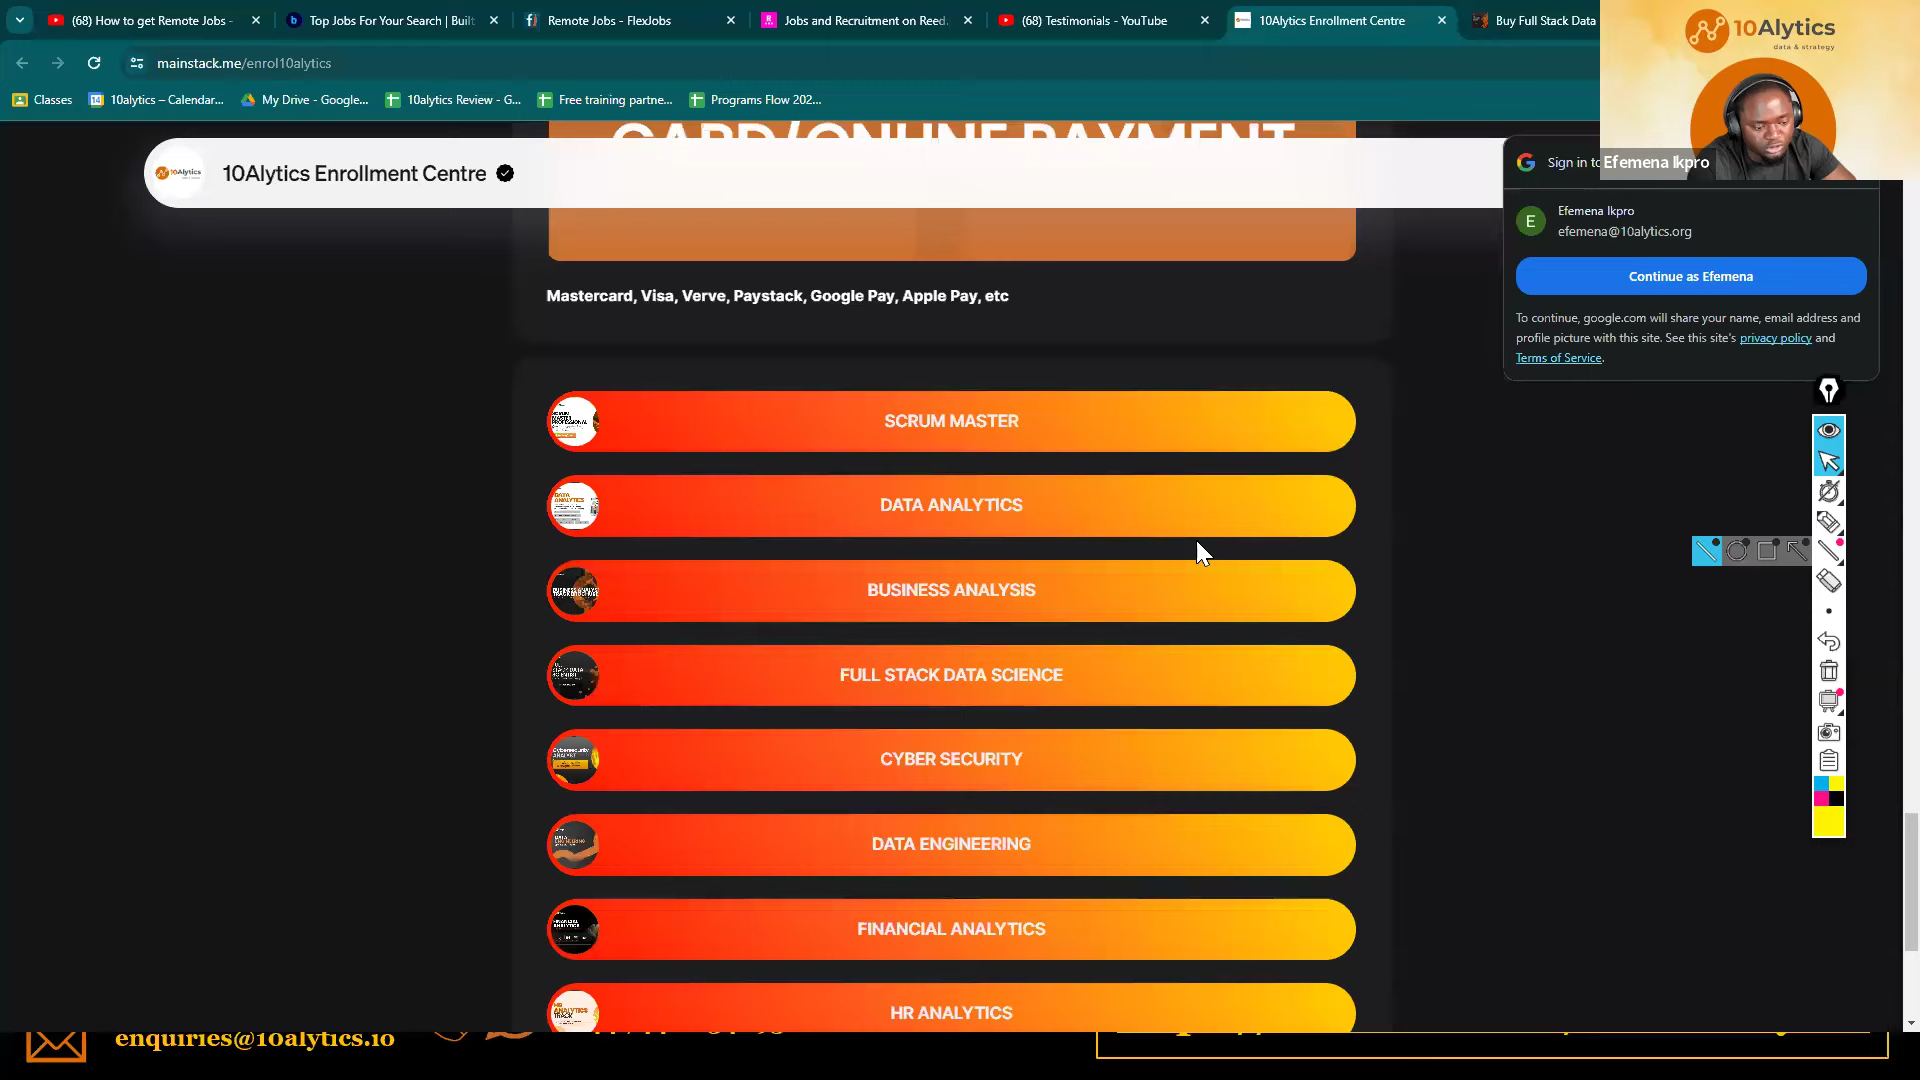 (68) How to get Remote Jobs -
Top Jobs For Your Search | Built
Remote Jobs - FlexJobs
Jobs and Recruitment on Reed.
(68) Testimonials - YouTube
10Alytics Enrollment Centre
Buy Full Stack Data
10Alytics
data & strategy
mainstack.me/enrol10alytics
Classes
10alytics – Calendar...
My Drive - Google...
10alytics Review - G...
Free training partne...
Programs Flow 202...
CARD/ONLINE PAYMENT
10Alytics
10Alytics Enrollment Centre
Sign in to
Efemena Ikpro
E
Efemena Ikpro
efemena@10alytics.org
Continue as Efemena
To continue, google.com will share your name, email address and
profile picture with this site. See this site's privacy policy and
Terms of Service.
Mastercard, Visa, Verve, Paystack, Google Pay, Apple Pay, etc
SCRUM MASTER
DATA ANALYTICS
BUSINESS ANALYSIS
FULL STACK DATA SCIENCE
CYBER SECURITY
DATA ENGINEERING
FINANCIAL ANALYTICS
HR ANALYTICS
enquiries@10alytics.io